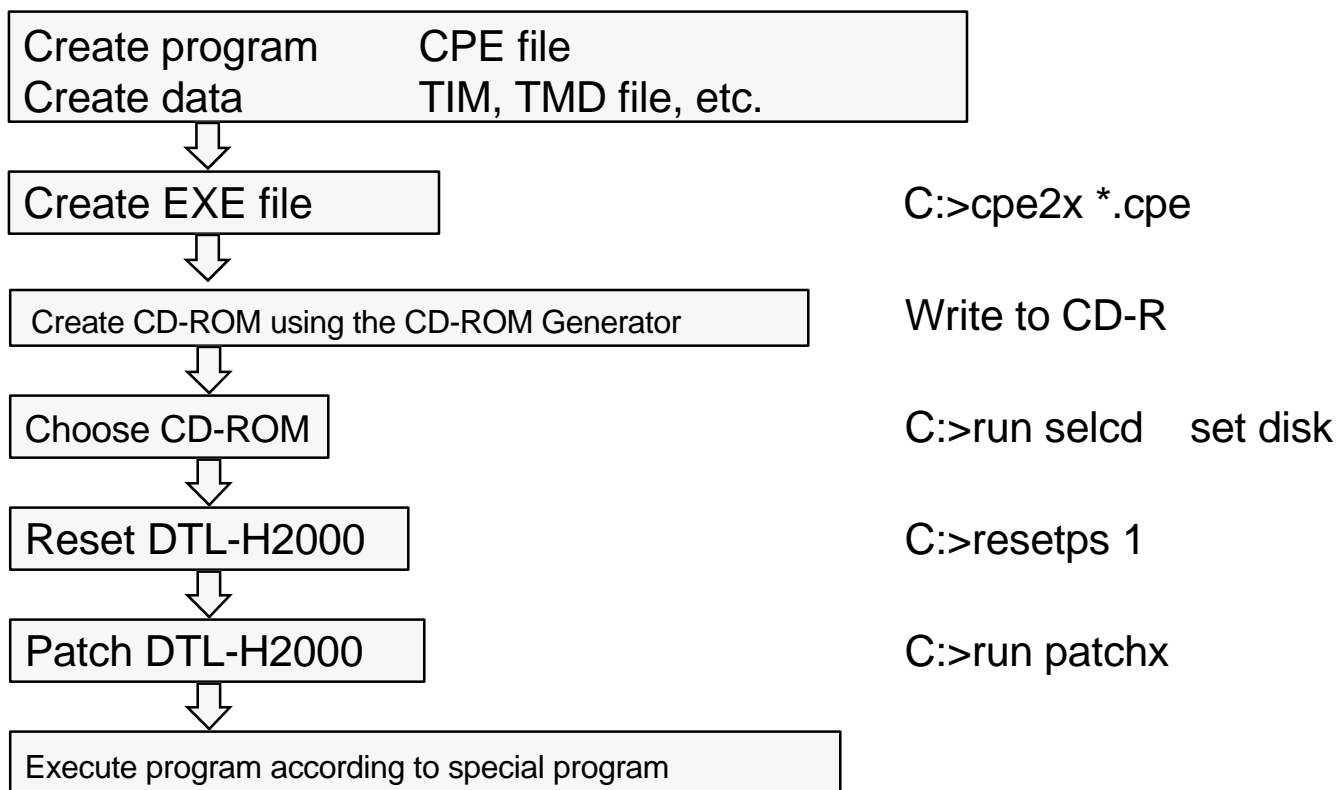 Create program CPE file
Create data TIM, TMD file, etc.
Create EXE file C:>cpe2x *.cpe
Create CD-ROM using the CD-ROM Generator Write to CD-R
Choose CD-ROM C:>run selcd set disk
Reset DTL-H2000 C:>resetps 1
Patch DTL-H2000 C:>run patchx
Execute program according to special program